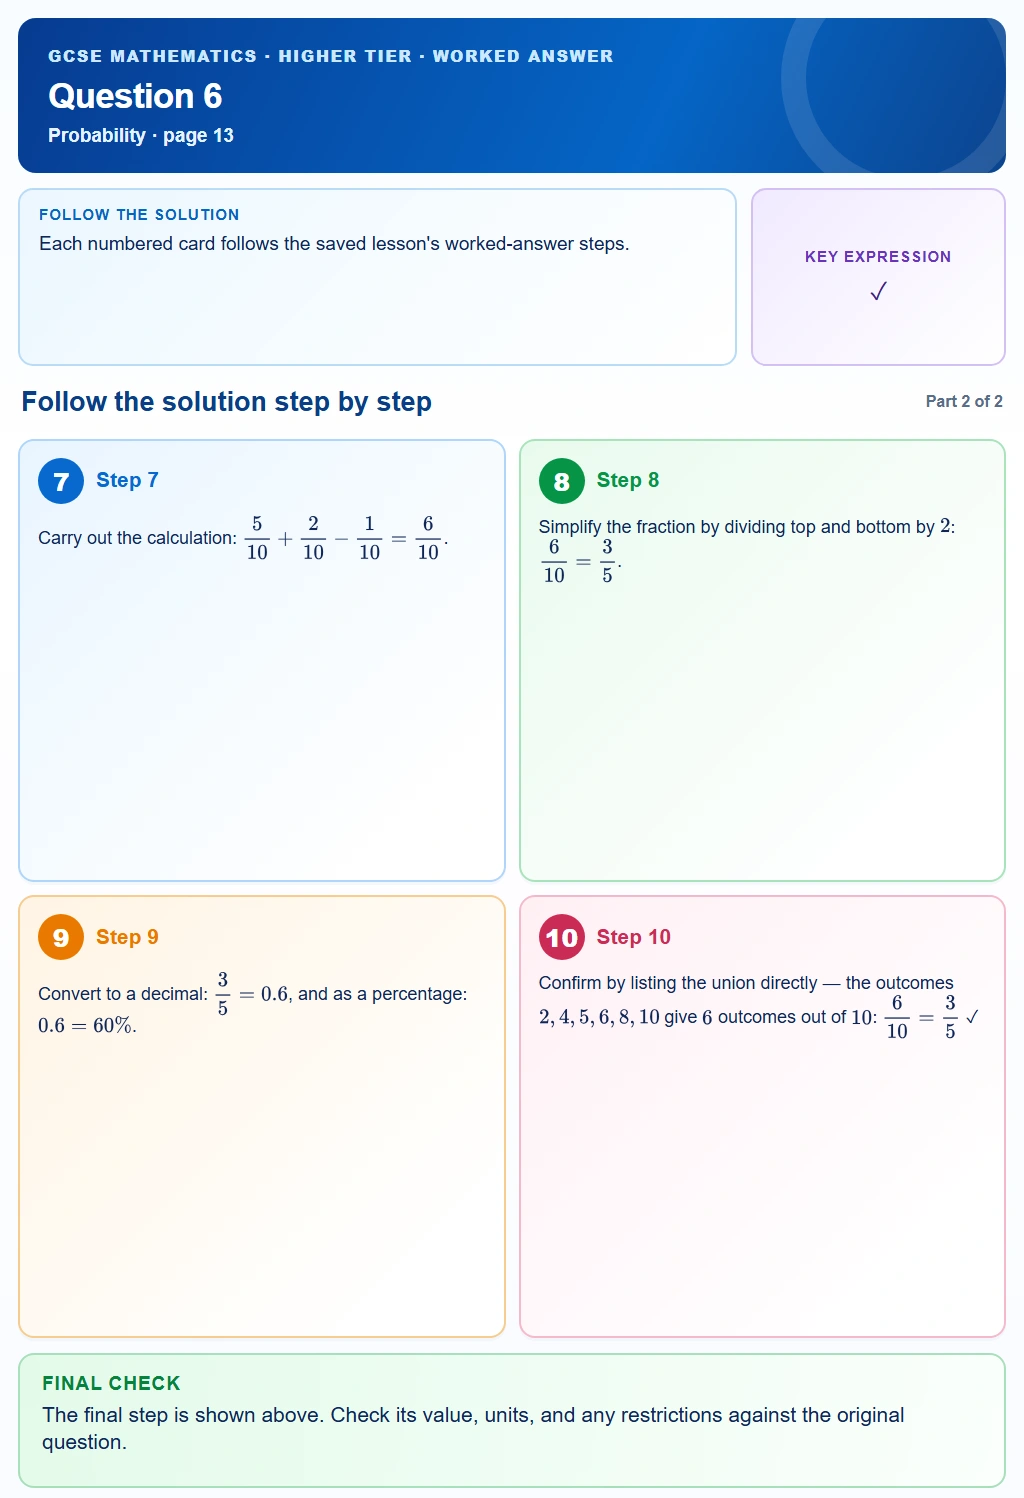 GCSE MATHEMATICS · HIGHER TIER · WORKED ANSWER
Question 6
Probability · page 13
FOLLOW THE SOLUTION
Each numbered card follows the saved lesson's worked-answer steps.
KEY EXPRESSION
✓
Follow the solution step by step
Part 2 of 2
7 Step 7
Carry out the calculation: 5/10 + 2/10 − 1/10 = 6/10.
8 Step 8
Simplify the fraction by dividing top and bottom by 2:
6/10 = 3/5.
9 Step 9
Convert to a decimal: 3/5 = 0.6, and as a percentage:
0.6 = 60%.
10 Step 10
Confirm by listing the union directly — the outcomes
2, 4, 5, 6, 8, 10 give 6 outcomes out of 10: 6/10 = 3/5 ✓
FINAL CHECK
The final step is shown above. Check its value, units, and any restrictions against the original
question.